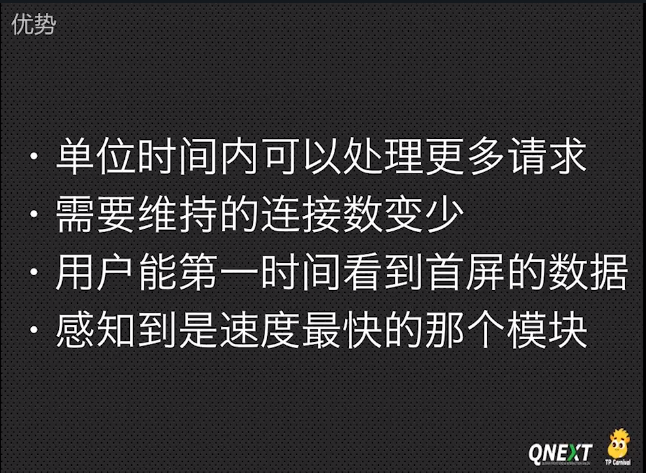 优势
· 单位时间内可以处理更多请求
· 需要维持的连接数变少
· 用户能第一时间看到首屏的数据
· 感知到是速度最快的那个模块
QNEXT
TP Carnival